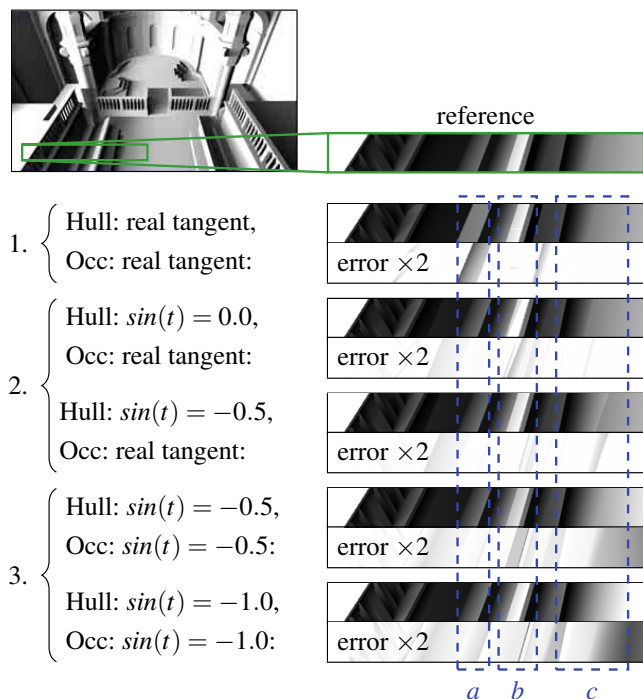 reference
1.
Hull: real tangent,
Occ: real tangent:
error ×2
2.
Hull: sin(t) = 0.0,
Occ: real tangent:
error ×2
Hull: sin(t) = −0.5,
Occ: real tangent:
error ×2
3.
Hull: sin(t) = −0.5,
Occ: sin(t) = −0.5:
error ×2
Hull: sin(t) = −1.0,
Occ: sin(t) = −1.0:
error ×2
a b c